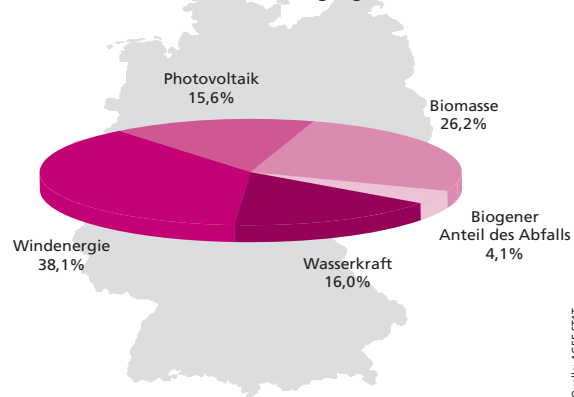 Photovoltaik
15,6%
Biomasse
26,2%
Biogener
Anteil des Abfalls
4,1%
Windenergie
38,1%
Wasserkraft
16,0%